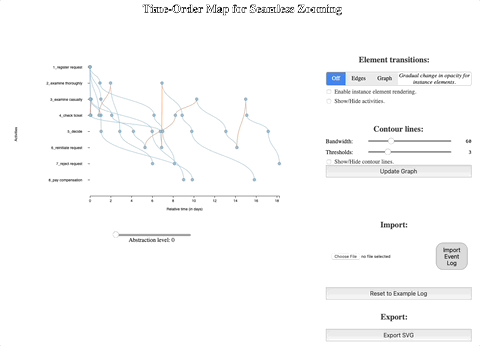 Time-Order Map for Seamless Zooming
Element transitions:
Off Edges Graph Gradual change in opacity for instance elements.
Enable instance element rendering.
Show/Hide activities.
Contour lines:
Bandwidth: 60
Thresholds: 3
Show/Hide contour lines.
Update Graph
Import:
Choose File no file selected
Import Event Log
Reset to Example Log
Export:
Export SVG
Activities
1_register request
2_examine thoroughly
3_examine casually
4_check ticket
5_decide
6_reinitiate request
7_reject request
8_pay compensation
0 2 4 6 8 10 12 14 16 18
Relative time (in days)
Abstraction level: 0